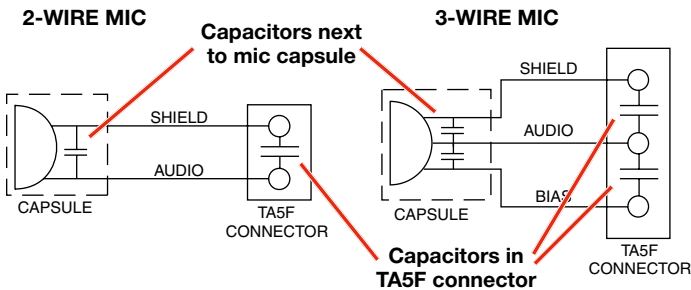 2-WIRE MIC
Capacitors next
to mic capsule
3-WIRE MIC
SHIELD
AUDIO
CAPSULE
TA5F
CONNECTOR
SHIELD
AUDIO
BIAS
CAPSULE
TA5F
CONNECTOR
Capacitors in
TA5F connector